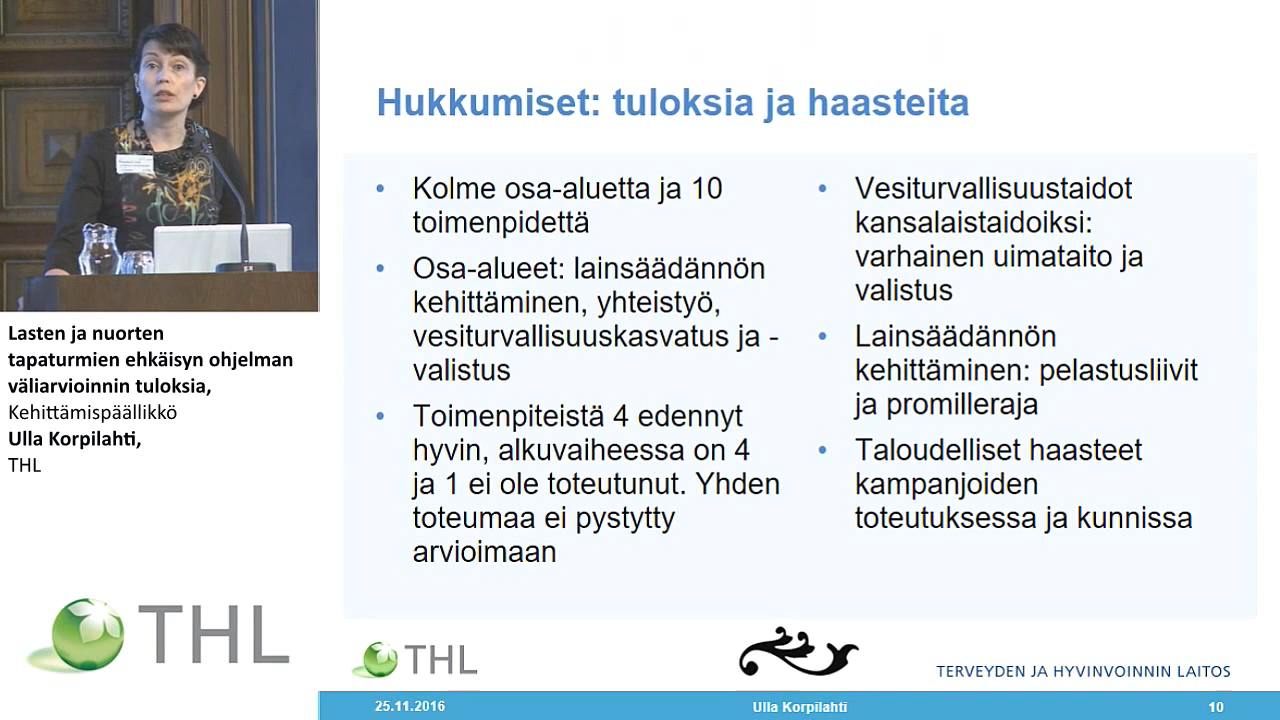 Hukkumiset: tuloksia ja haasteita
• Kolme osa-aluetta ja 10
toimenpidettä
• Osa-alueet: lainsäädännön
kehittäminen, yhteistyö,
vesiturvallisuuskasvatus ja -
valistus
• Toimenpiteistä 4 edennyt
hyvin, alkuvaiheessa on 4
ja 1 ei ole toteutunut. Yhden
toteumaa ei pystytty
arvioimaan
• Vesiturvallisuustaidot
kansalaistaidoiksi:
varhainen uimataito ja
valistus
• Lainsäädännön
kehittäminen: pelastusliivit
ja promilleraja
• Taloudelliset haasteet
kampanjoiden
toteutuksessa ja kunnissa
Lasten ja nuorten
tapaturmien ehkäisyn ohjelman
väliarvioinnin tuloksia,
Kehittämispäällikkö
Ulla Korpilahti,
THL
THL
THL
TERVEYDEN JA HYVINVOINNIN LAITOS
25.11.2016
Ulla Korpilahti
10